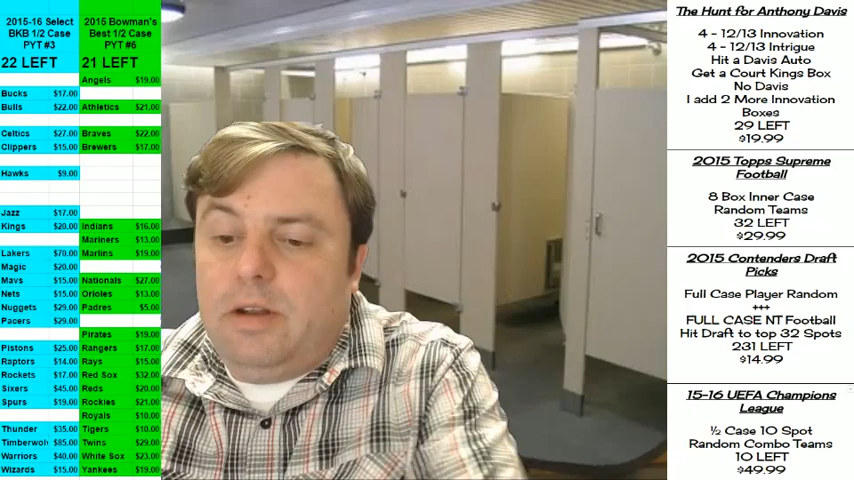 2015-16 Select
BKB 1/2 Case
PYT #3
22 LEFT
Bucks $17.00
Bulls $22.00
Celtics $27.00
Clippers $15.00
Hawks $9.00
Jazz $17.00
Kings $20.00
Lakers $70.00
Magic $20.00
Mavs $15.00
Nets $15.00
Nuggets $29.00
Pacers $29.00
Pistons $25.00
Raptors $14.00
Rockets $17.00
Sixers $45.00
Spurs $19.00
Thunder $35.00
Timberwolv $85.00
Warriors $40.00
Wizards $15.00
2015 Bowman's
Best 1/2 Case
PYT #6
21 LEFT
Angels $19.00
Athletics $21.00
Braves $22.00
Brewers $17.00
Indians $16.00
Mariners $13.00
Marlins $19.00
Nationals $27.00
Orioles $13.00
Padres $5.00
Pirates $19.00
Rangers $17.00
Rays $15.00
Red Sox $32.00
Reds $20.00
Rockies $21.00
Royals $10.00
Tigers $10.00
Twins $29.00
White Sox $23.00
Yankees $19.00
The Hunt for Anthony Davis
4 - 12/13 Innovation
4 - 12/13 Intrigue
Hit a Davis Auto
Get a Court Kings Box
No Davis
I add 2 More Innovation
Boxes
29 LEFT
$19.99
2015 Topps Supreme
Football
8 Box Inner Case
Random Teams
32 LEFT
$29.99
2015 Contenders Draft
Picks
Full Case Player Random
+++
FULL CASE NT Football
Hit Draft to top 32 Spots
231 LEFT
$14.99
15-16 UEFA Champions
League
½ Case 10 Spot
Random Combo Teams
10 LEFT
$49.99